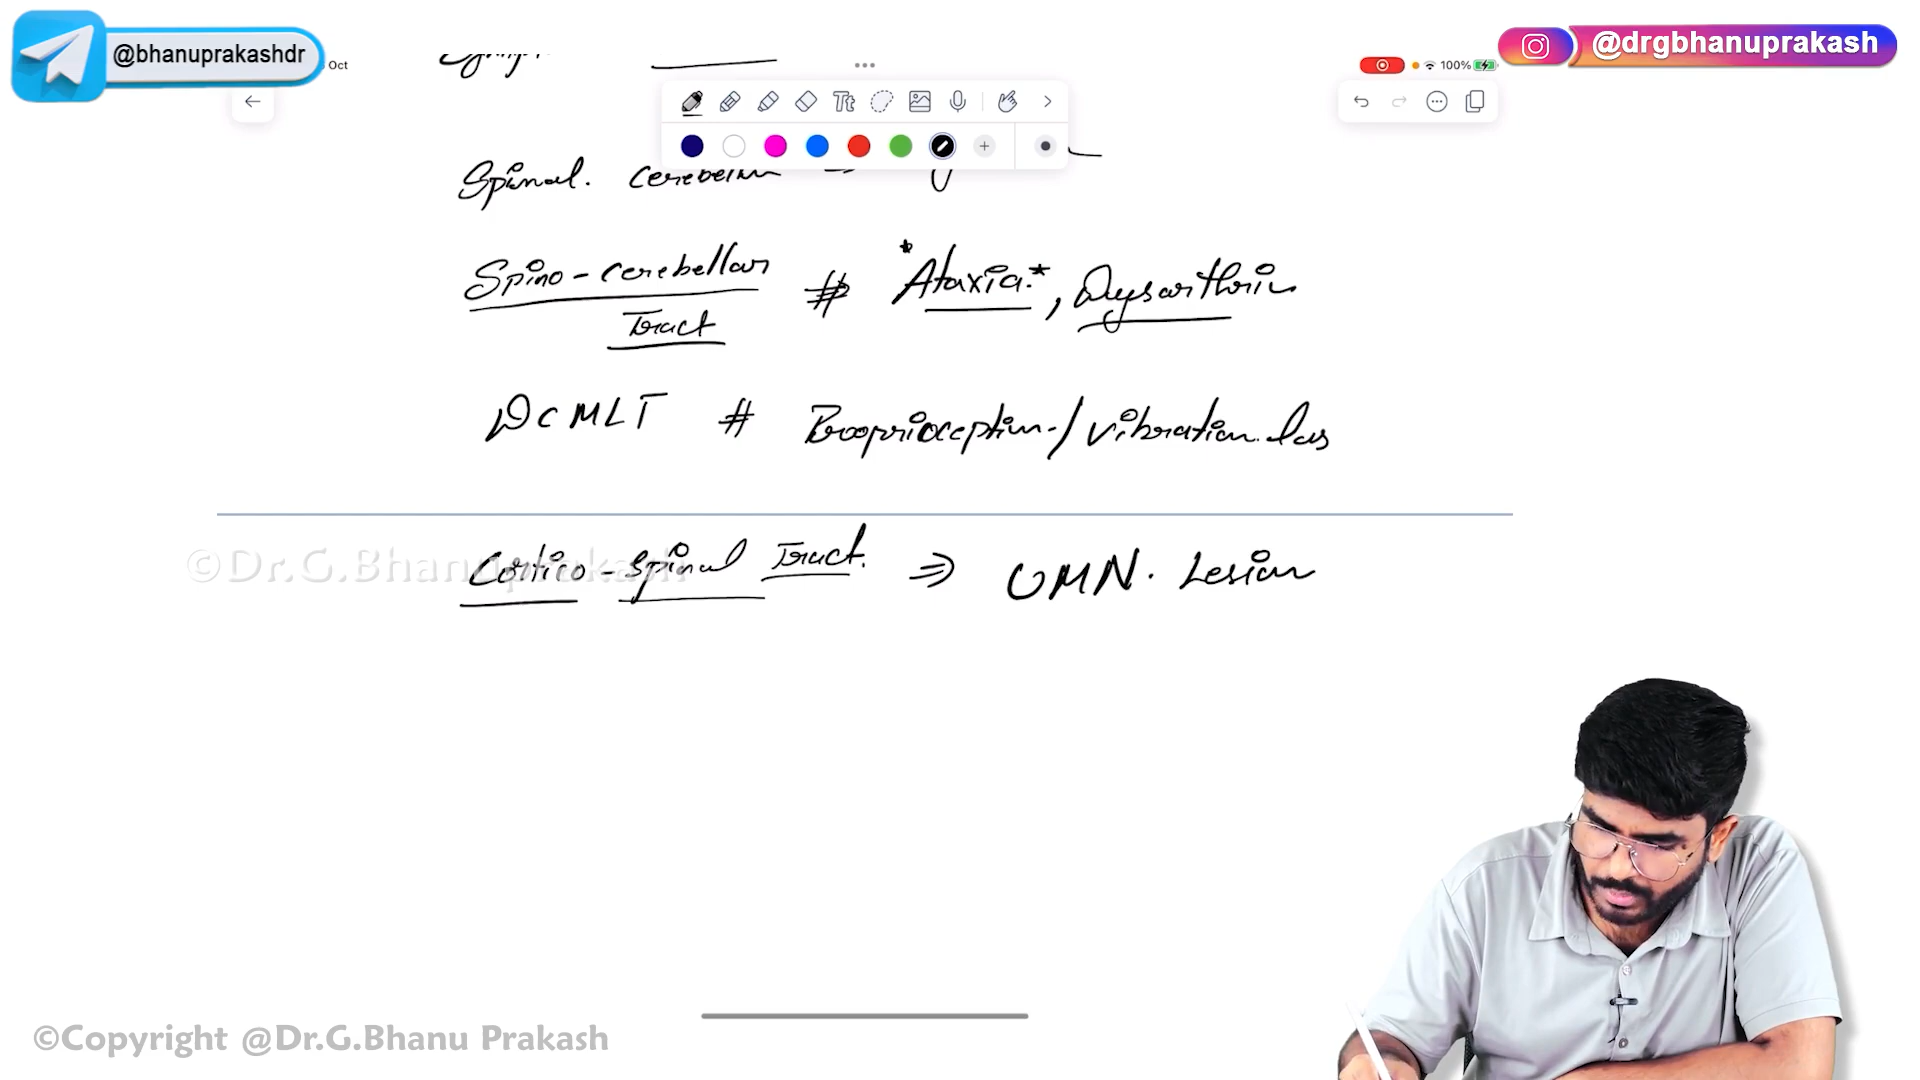 @bhanuprakashdr
Oct
100%
@drgbhanuprakash
Tt
Spinal. Cerebellum ->
Spino-cerebellar
Tract # *Ataxia.*, Dysarthria
DCMLT # Proprioception/Vibration.loss
©Dr.G.Bhanuprakash
Cortico-Spinal Tract. ⇒ UMN. Lesion
©Copyright @Dr.G.Bhanu Prakash